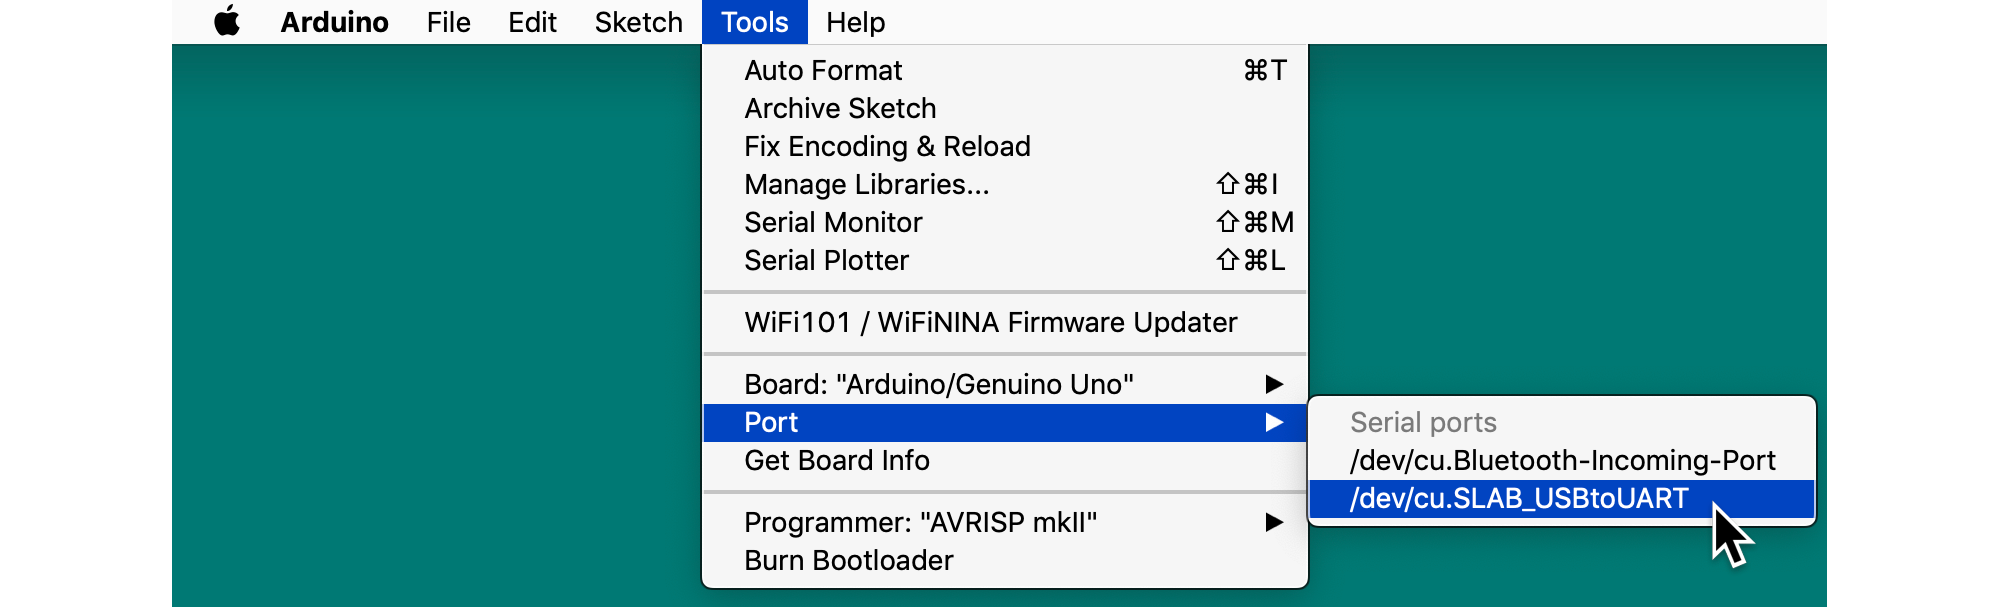 Arduino File Edit Sketch Tools Help
Auto Format ⌘T
Archive Sketch
Fix Encoding & Reload
Manage Libraries... ⇧⌘I
Serial Monitor ⇧⌘M
Serial Plotter ⇧⌘L
WiFi101 / WiFiNINA Firmware Updater
Board: "Arduino/Genuino Uno"
Port
Get Board Info
Programmer: "AVRISP mkII"
Burn Bootloader
Serial ports
/dev/cu.Bluetooth-Incoming-Port
/dev/cu.SLAB_USBtoUART